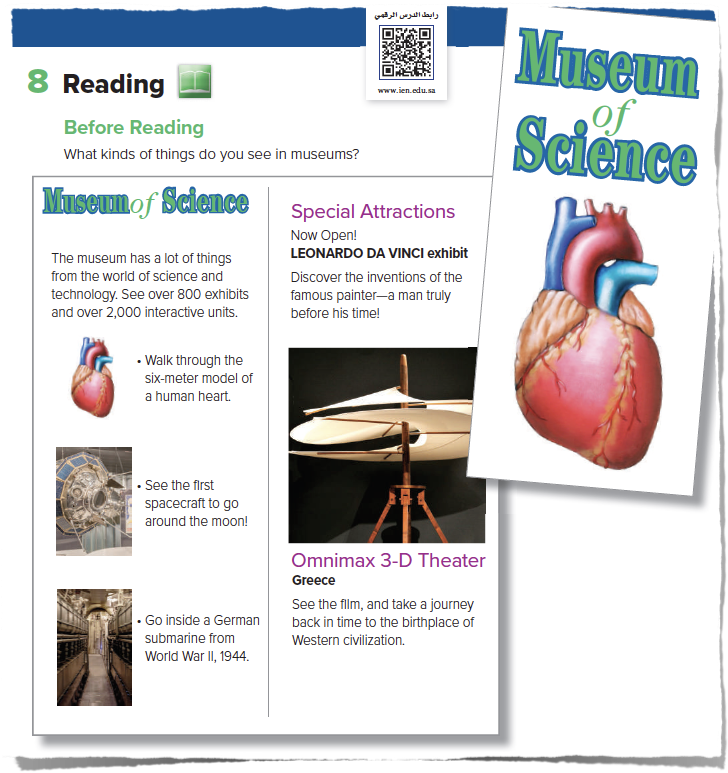 رابط الدرس الرقمي
www.ien.edu.sa
8 Reading
Before Reading
What kinds of things do you see in museums?
Museum of Science
The museum has a lot of things
from the world of science and
technology. See over 800 exhibits
and over 2,000 interactive units.
• Walk through the
six-meter model of
a human heart.
• See the first
spacecraft to go
around the moon!
• Go inside a German
submarine from
World War II, 1944.
Special Attractions
Now Open!
LEONARDO DA VINCI exhibit
Discover the inventions of the
famous painter—a man truly
before his time!
Omnimax 3-D Theater
Greece
See the film, and take a journey
back in time to the birthplace of
Western civilization.
Museum
of
Science